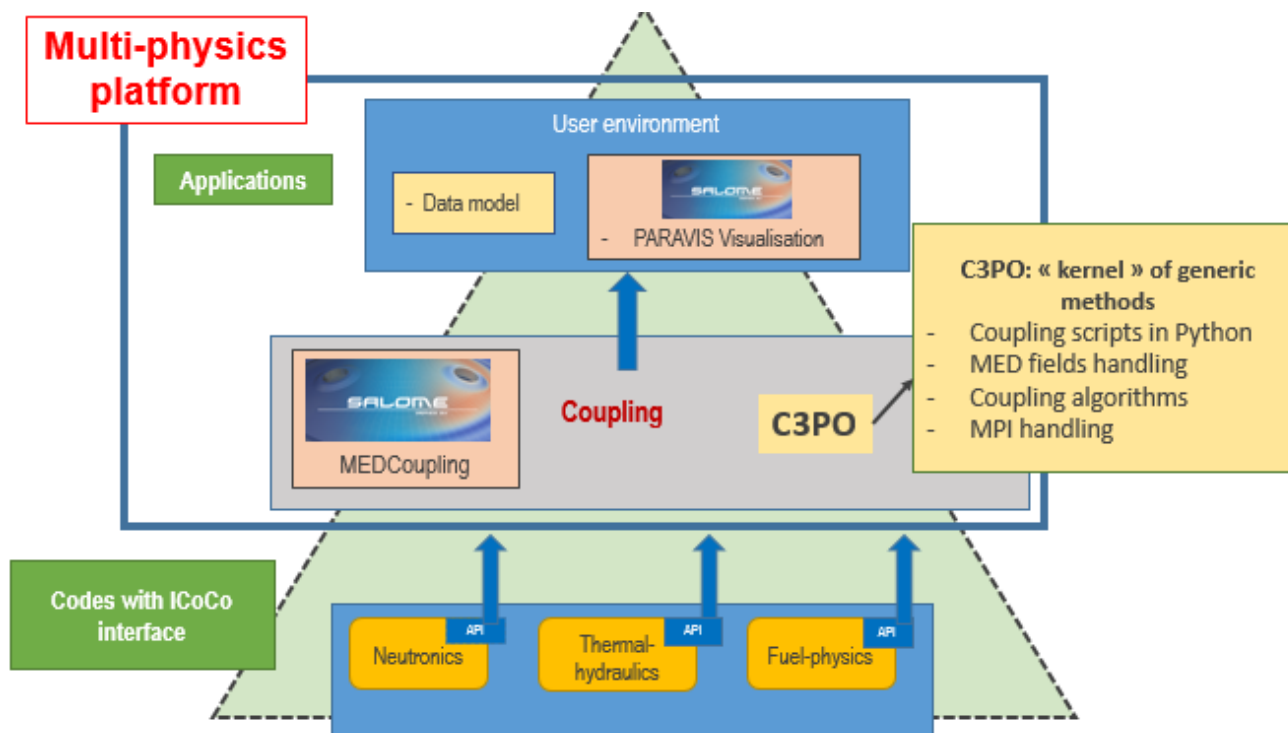 Multi-physics
platform
User environment
Applications
- Data model
SALOME
- PARAVIS Visualisation
C3PO: « kernel » of generic
methods
- Coupling scripts in Python
- MED fields handling
- Coupling algorithms
- MPI handling
SALOME
MEDCoupling
Coupling
C3PO
Codes with ICoCo
interface
API
Neutronics
API
Thermal-
hydraulics
API
Fuel-physics